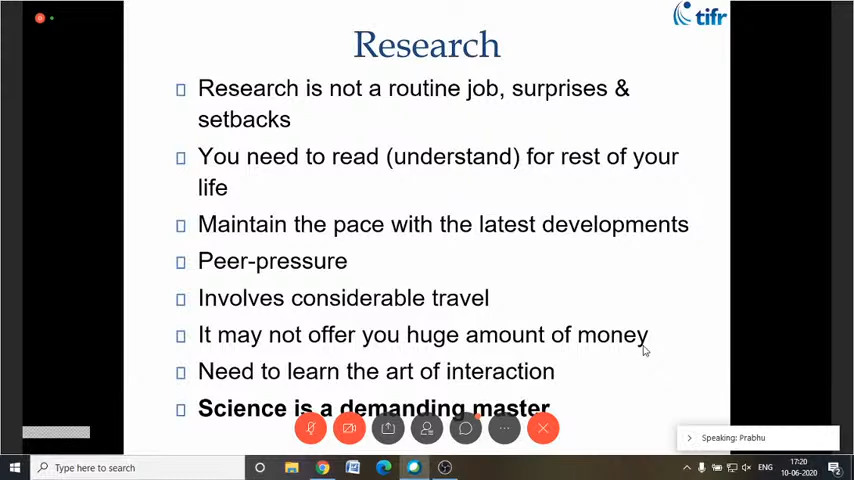 tifr
Research
Research is not a routine job, surprises &
setbacks
You need to read (understand) for rest of your
life
Maintain the pace with the latest developments
Peer-pressure
Involves considerable travel
It may not offer you huge amount of money
Need to learn the art of interaction
Science is a demanding master
Speaking: Prabhu
Type here to search
ENG
17:20
10-06-2020
2